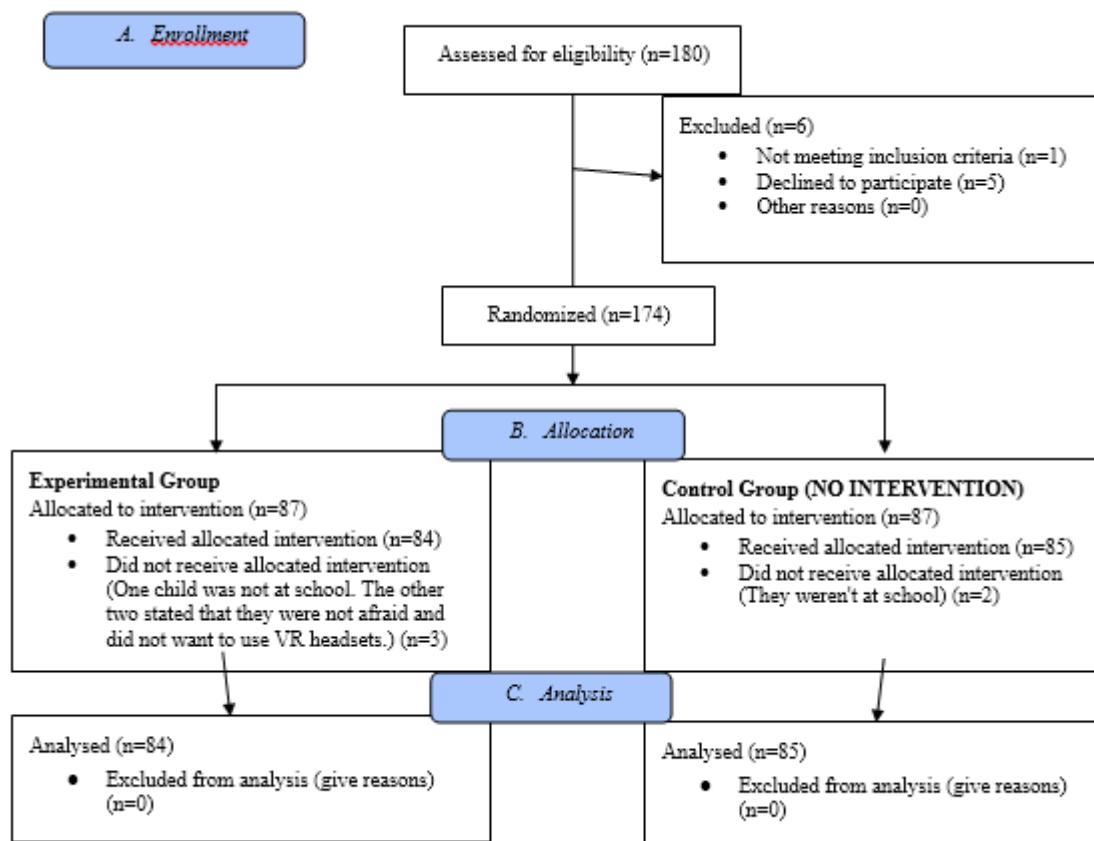 A. Enrollment
Assessed for eligibility (n=180)
Excluded (n=6)
• Not meeting inclusion criteria (n=1)
• Declined to participate (n=5)
• Other reasons (n=0)
Randomized (n=174)
B. Allocation
Experimental Group
Allocated to intervention (n=87)
• Received allocated intervention (n=84)
• Did not receive allocated intervention
(One child was not at school. The other
two stated that they were not afraid and
did not want to use VR headsets.) (n=3)
Control Group (NO INTERVENTION)
Allocated to intervention (n=87)
• Received allocated intervention (n=85)
• Did not receive allocated intervention
(They weren't at school) (n=2)
C. Analysis
Analysed (n=84)
• Excluded from analysis (give reasons)
(n=0)
Analysed (n=85)
• Excluded from analysis (give reasons)
(n=0)